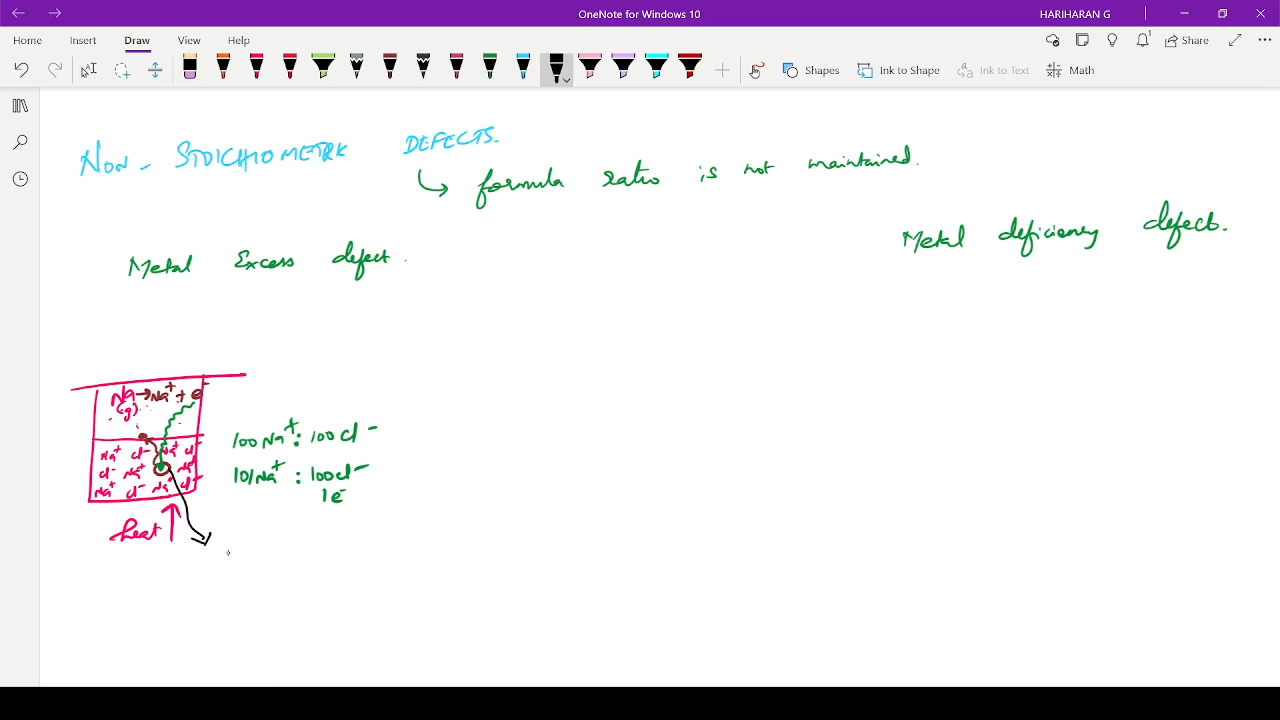 OneNote for Windows 10
HARIHARAN G
Home Insert Draw View Help
Share
Shapes Ink to Shape Ink to Text Math
NON - STOICHIOMETRIC DEFECTS.
formula ratio is not maintained.
Metal Excess defect.
Metal deficiency defect.
Na → Na⁺ + e⁻
(g)
100 Na⁺ : 100 Cl⁻
101 Na⁺ : 100 Cl⁻
1e⁻
Na⁺ Cl⁻ Na⁺ Cl⁻
Cl⁻ Na⁺ Na⁺
Na⁺ Cl⁻ Na⁺ Cl⁻
heat